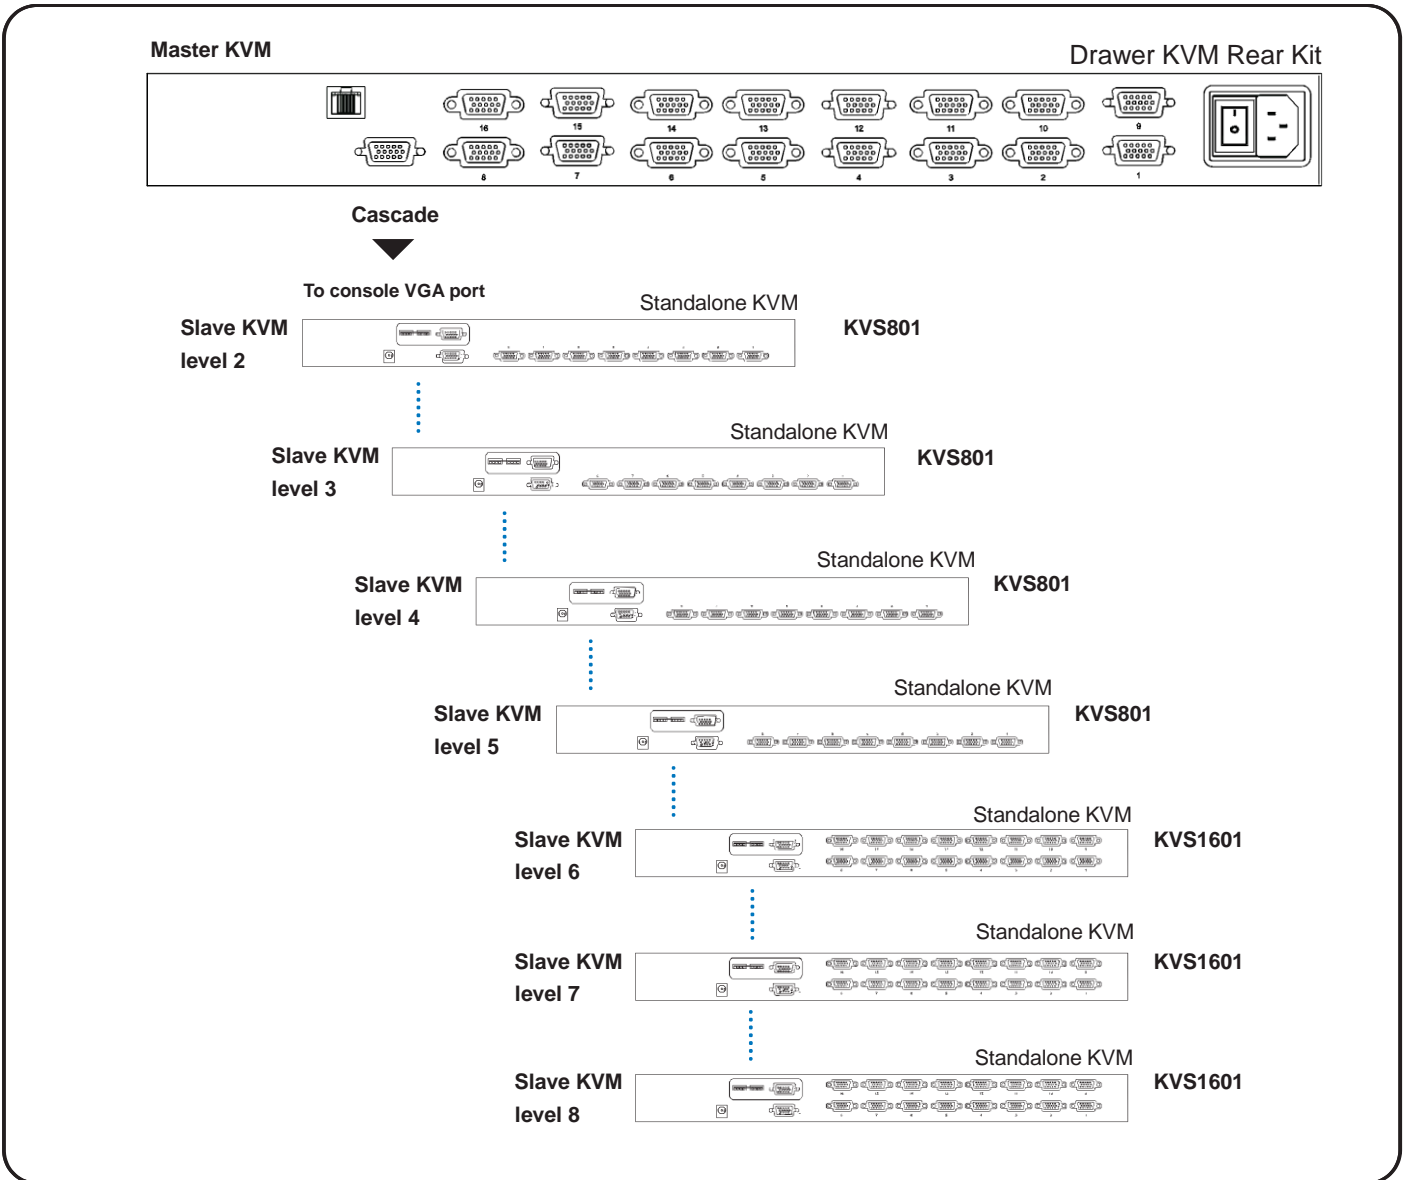 Master KVM
Drawer KVM Rear Kit
16 15 14 13 12 11 10 9
8 7 6 5 4 3 2 1
Cascade
To console VGA port
Standalone KVM
Slave KVM
level 2
KVS801
Standalone KVM
Slave KVM
level 3
KVS801
Standalone KVM
Slave KVM
level 4
KVS801
Standalone KVM
Slave KVM
level 5
KVS801
Standalone KVM
Slave KVM
level 6
KVS1601
Standalone KVM
Slave KVM
level 7
KVS1601
Standalone KVM
Slave KVM
level 8
KVS1601